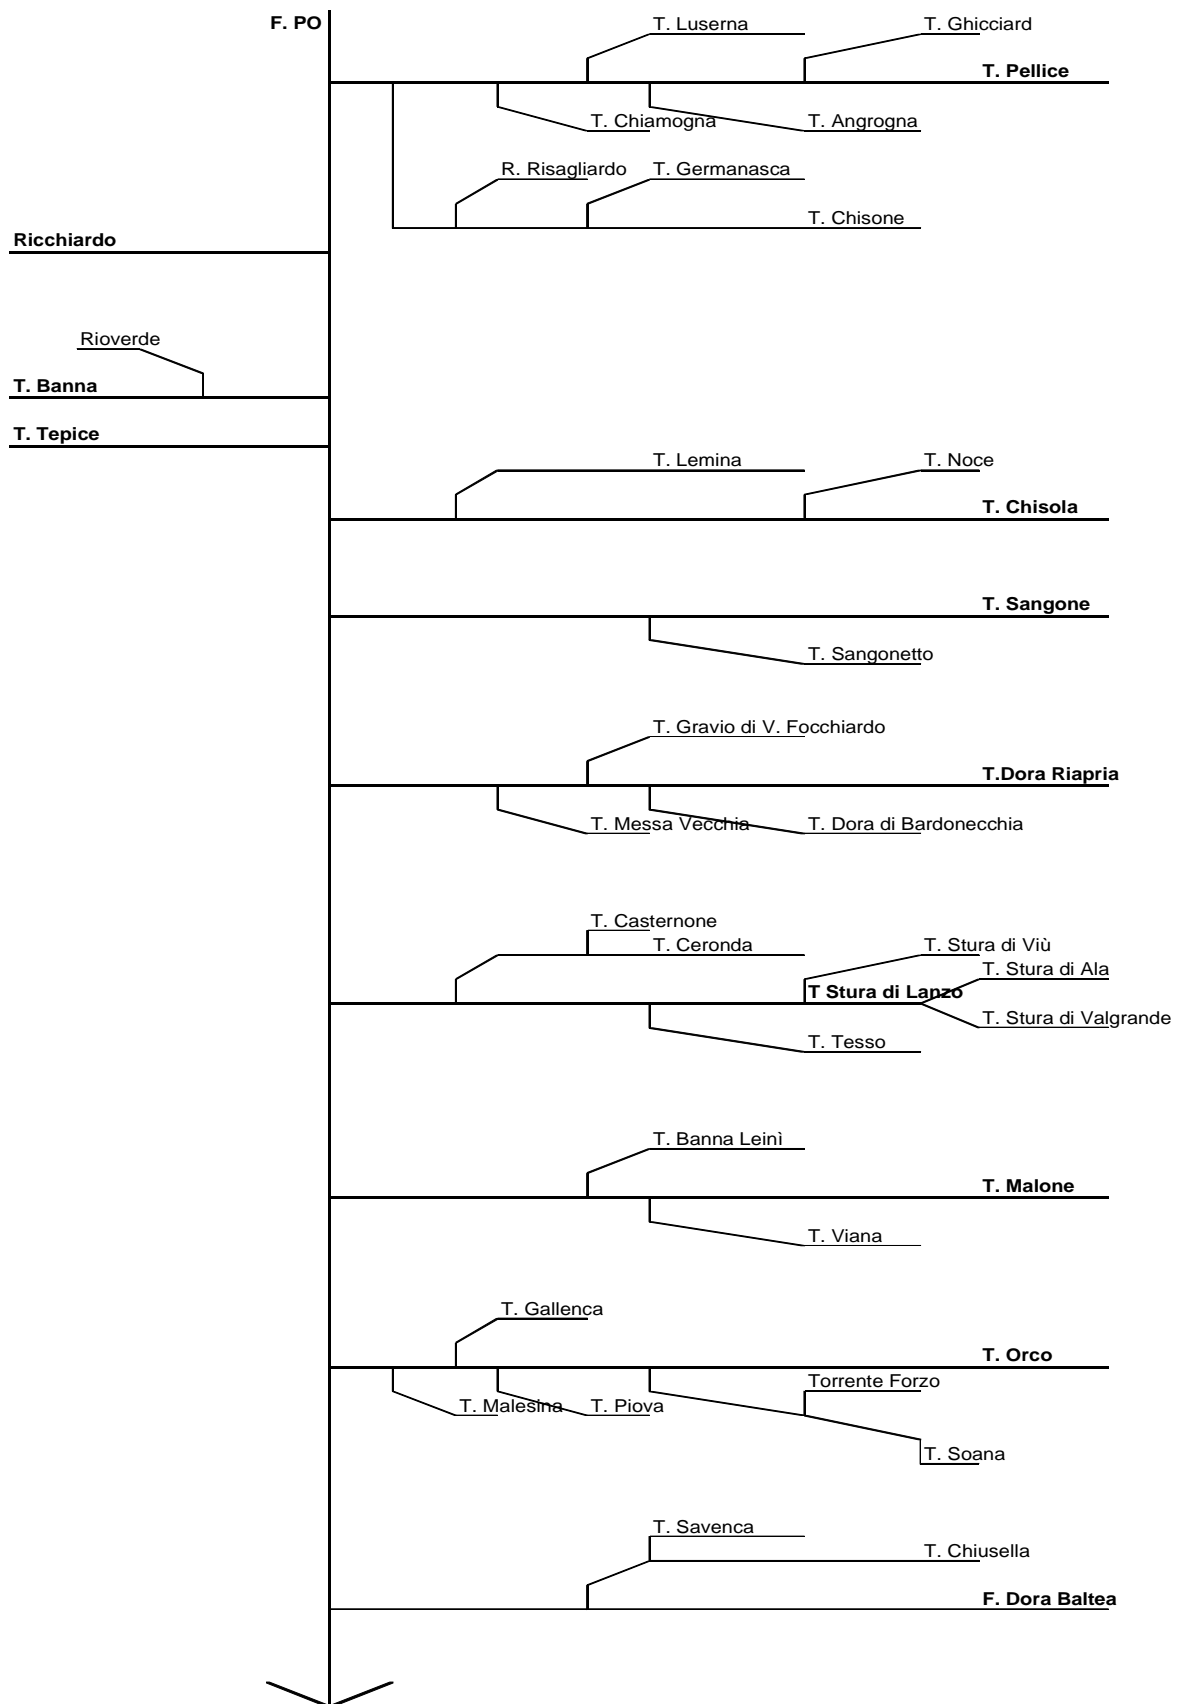 F. PO
T. Luserna
T. Ghicciard
T. Pellice
T. Chiamogna
T. Angrogna
R. Risagliardo
T. Germanasca
T. Chisone
Ricchiardo
Rioverde
T. Banna
T. Tepice
T. Lemina
T. Noce
T. Chisola
T. Sangone
T. Sangonetto
T. Gravio di V. Focchiardo
T.Dora Riapria
T. Messa Vecchia
T. Dora di Bardonecchia
T. Casternone
T. Ceronda
T. Stura di Viù
T. Stura di Ala
T Stura di Lanzo
T. Stura di Valgrande
T. Tesso
T. Banna Leinì
T. Malone
T. Viana
T. Gallenca
T. Orco
Torrente Forzo
T. Malesina
T. Piova
T. Soana
T. Savenca
T. Chiusella
F. Dora Baltea